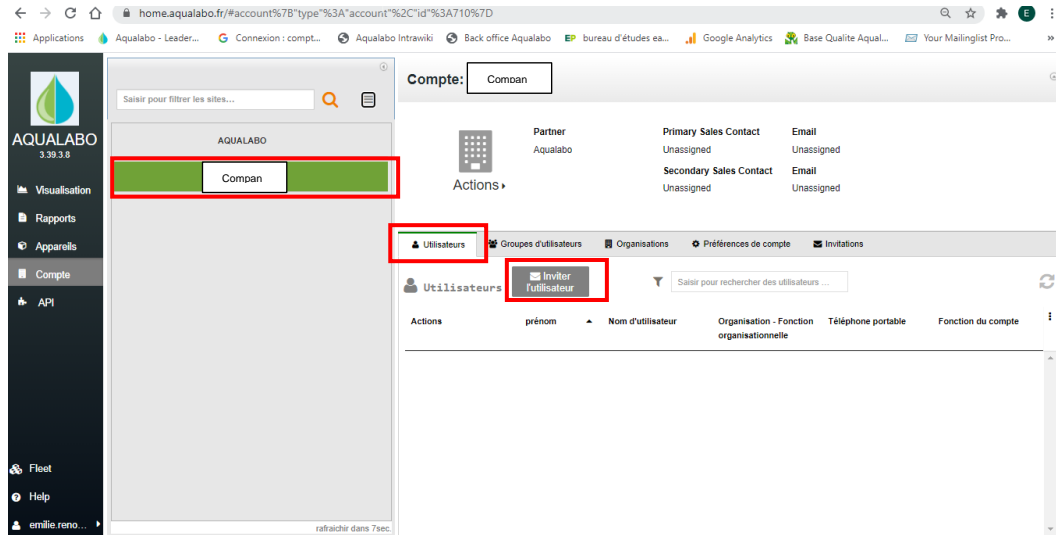 home.aqualabo.fr/#account%7B"type"%3A"account"%2C"id"%3A710%7D
E
Applications
Aqualabo - Leader...
Connexion : compt...
Aqualabo Intrawiki
Back office Aqualabo
EP bureau d'études ea...
Google Analytics
Base Qualite Aqual...
Your Mailinglist Pro...
»
AQUALABO
3.39.3.8
Visualisation
Rapports
Appareils
Compte
API
Fleet
Help
emilie.reno...
Saisir pour filtrer les sites...
AQUALABO
Compan
rafraichir dans 7sec.
Compte: Compan
Actions
Partner
Aqualabo
Primary Sales Contact
Unassigned
Email
Unassigned
Secondary Sales Contact
Unassigned
Email
Unassigned
Utilisateurs
Groupes d'utilisateurs
Organisations
Préférences de compte
Invitations
Utilisateurs
Inviter
l'utilisateur
Saisir pour rechercher des utilisateurs ...
Actions
prénom
Nom d'utilisateur
Organisation - Fonction
organisationnelle
Téléphone portable
Fonction du compte